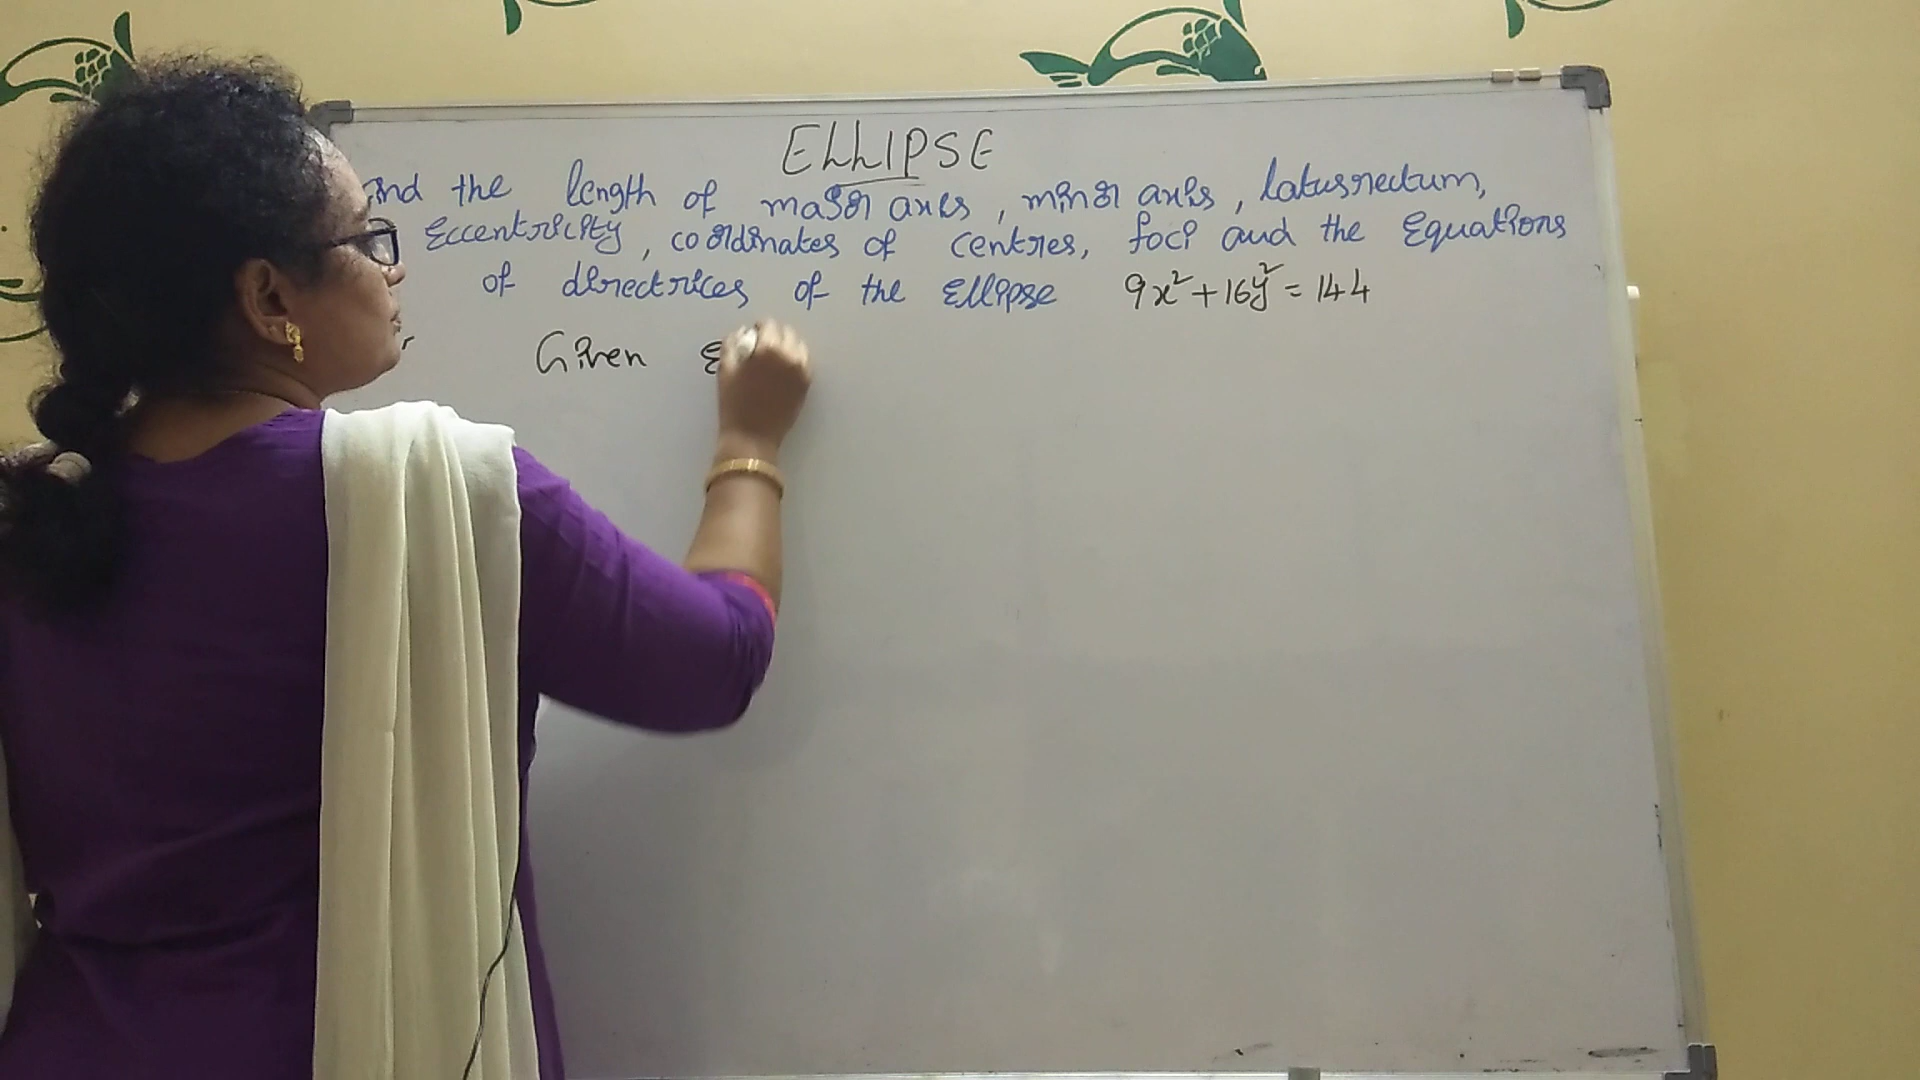 ELLIPSE
Find the length of major axis, minor axis, latusrectum,
Eccentricity, coordinates of centres, foci and the Equations
of directrices of the Ellipse 9x²+16y²=144
Given